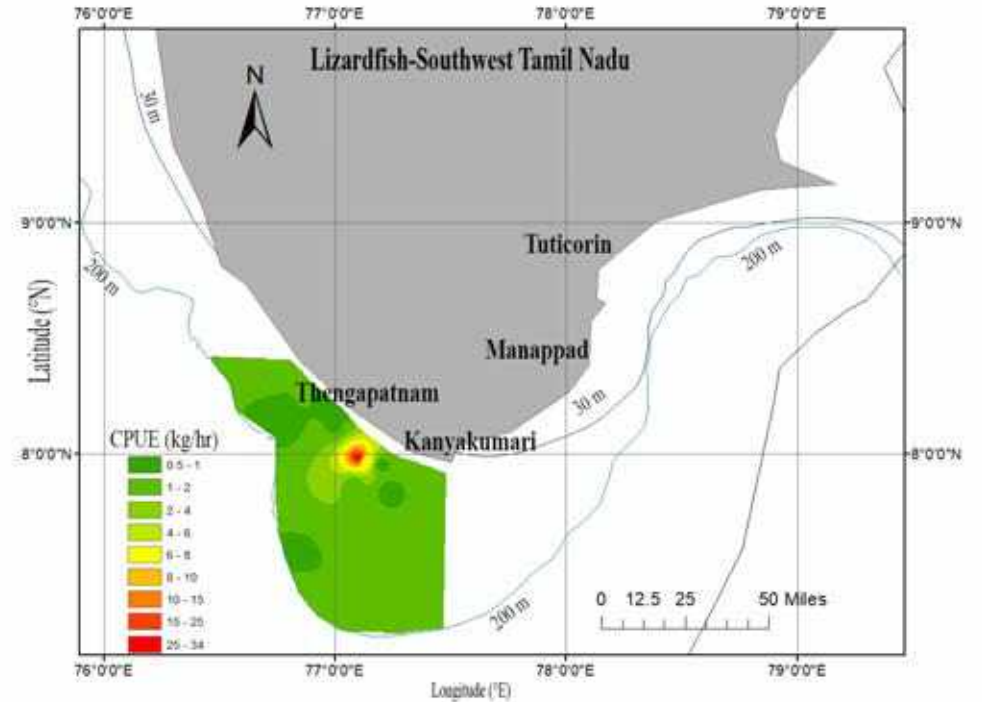 76°0'0"E
77°0'0"E
78°0'0"E
79°0'0"E
Lizardfish-Southwest Tamil Nadu
N
30 m
9°0'0"N
9°0'0"N
Tuticorin
200 m
200 m
Latitude (°N)
Manappad
Thengapatnam
30 m
Kanyakumari
CPUE (kg/hr)
8°0'0"N
8°0'0"N
0.5 - 1
1 - 2
2 - 4
4 - 6
6 - 8
8 - 10
10 - 15
15 - 25
25 - 34
200 m
0 12.5 25 50 Miles
76°0'0"E
77°0'0"E
78°0'0"E
79°0'0"E
Longitude (°E)